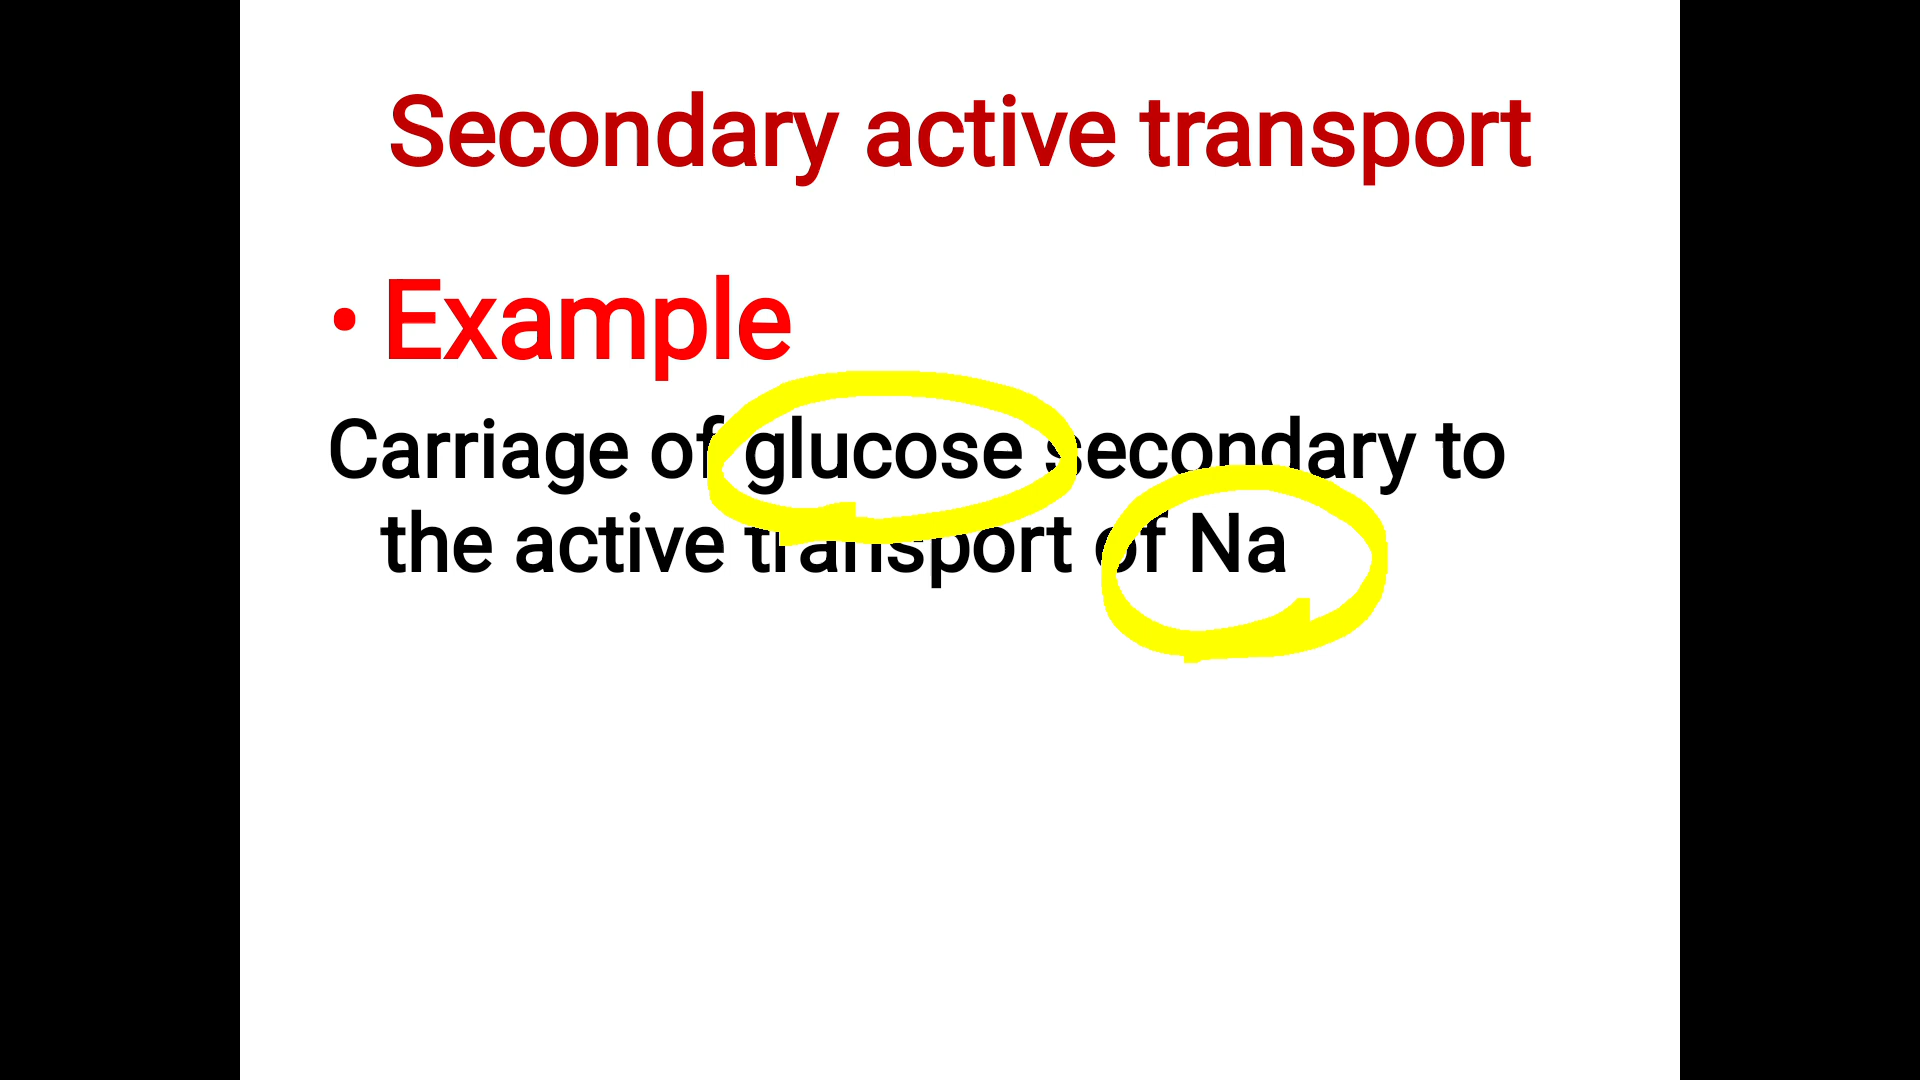 Secondary active transport
• Example
Carriage of glucose secondary to
the active transport of Na